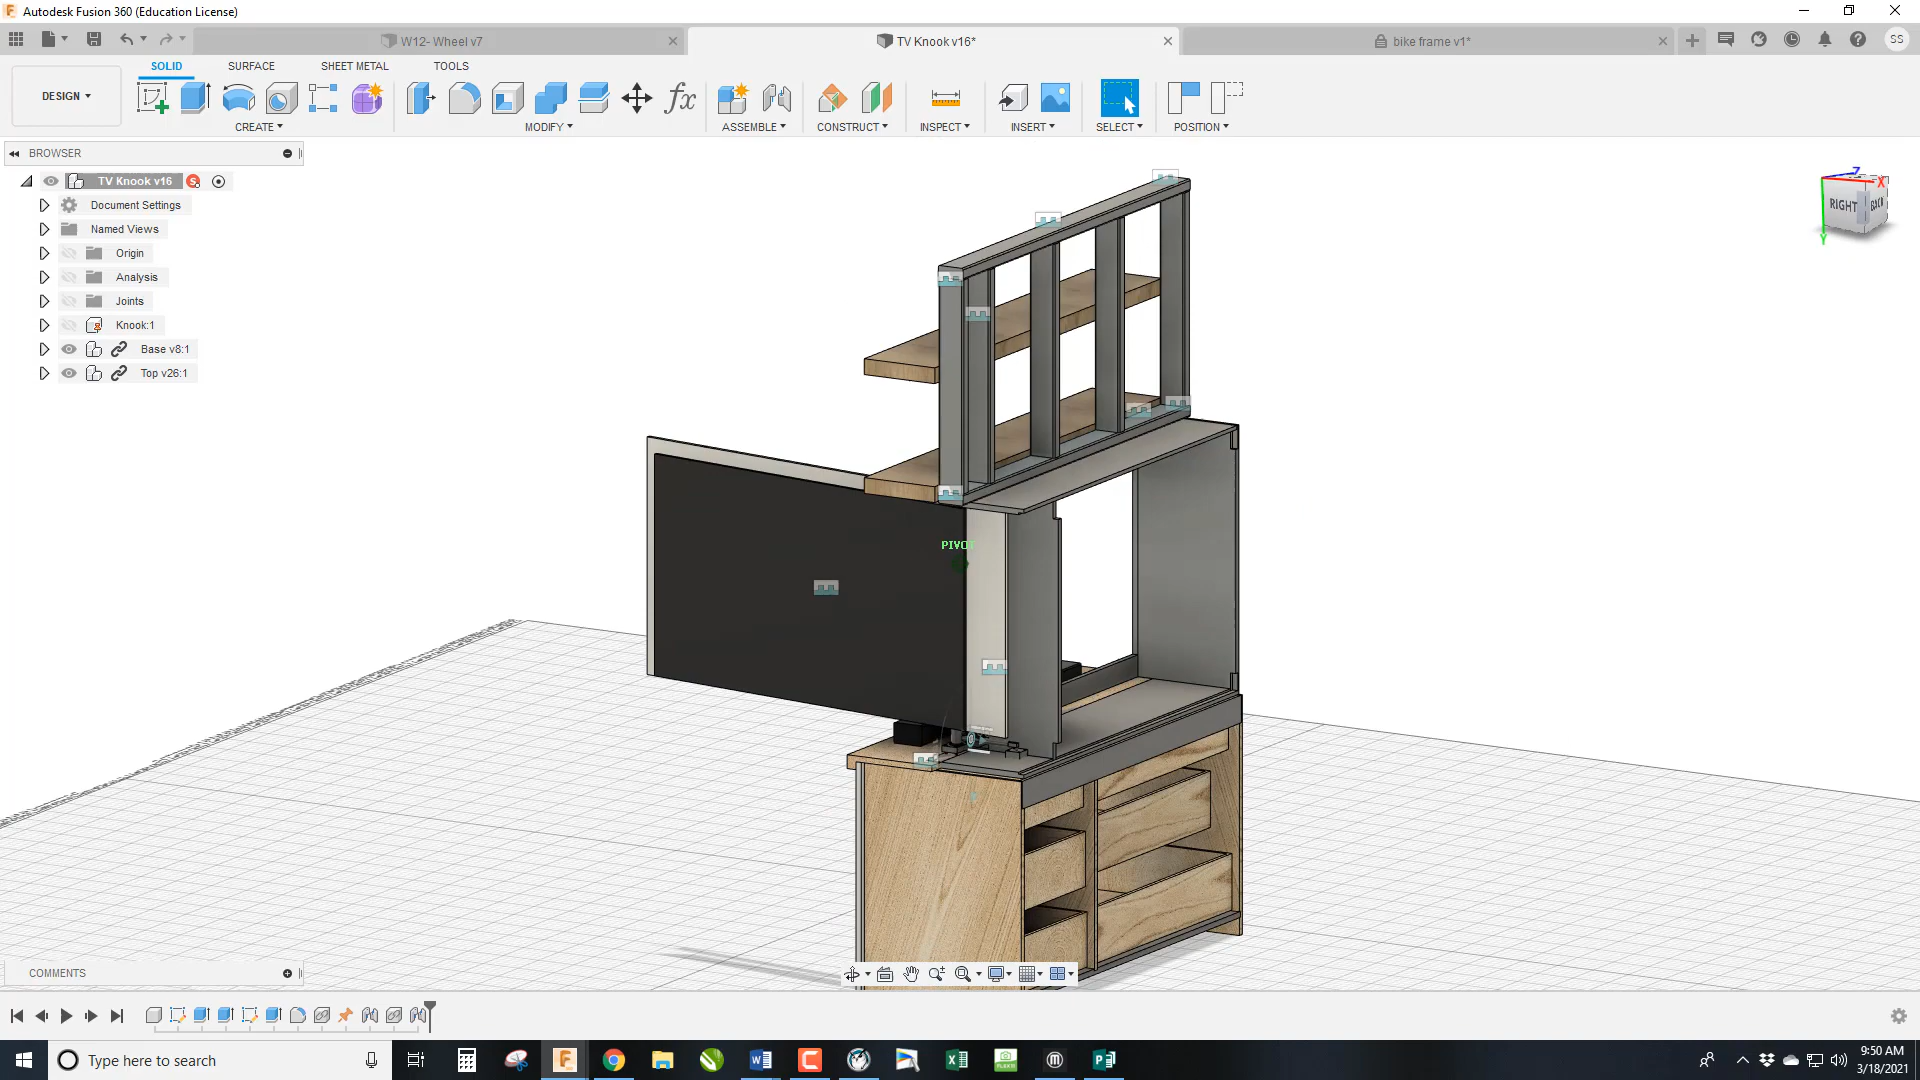 Autodesk Fusion 360 (Education License)
W12- Wheel v7
TV Knook v16*
bike frame v1*
SS
DESIGN
SOLID
SURFACE
SHEET METAL
TOOLS
fx
CREATE
MODIFY
ASSEMBLE
CONSTRUCT
INSPECT
INSERT
SELECT
POSITION
BROWSER
TV Knook v16
Document Settings
Named Views
Origin
Analysis
Joints
Knook:1
Base v8:1
Top v26:1
Z
X
RIGHT
BACK
Y
PIVOT
COMMENTS
Type here to search
9:50 AM
3/18/2021